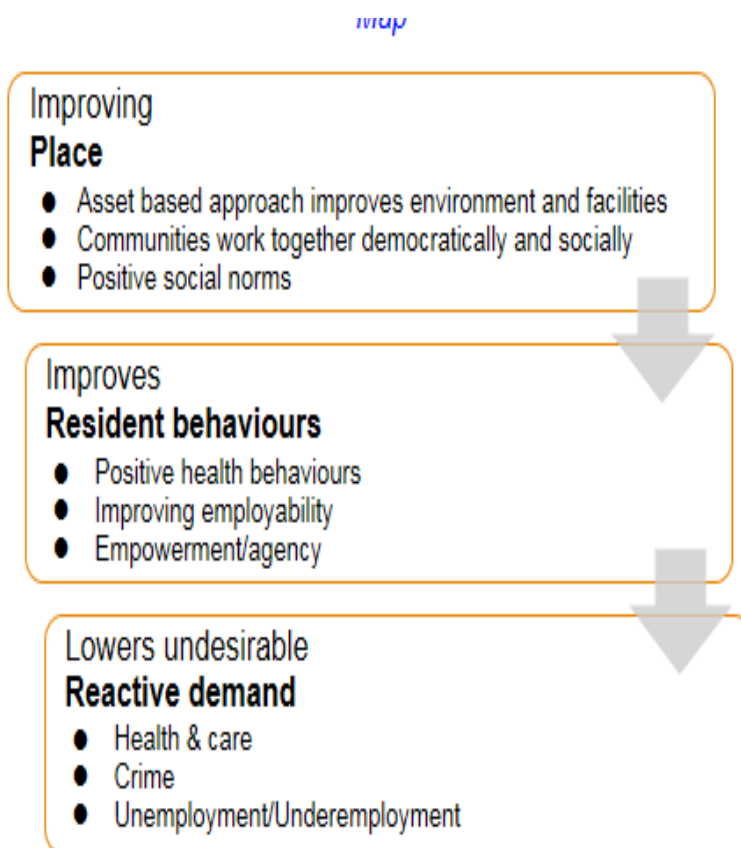 Map
Improving
Place
● Asset based approach improves environment and facilities
● Communities work together democratically and socially
● Positive social norms
Improves
Resident behaviours
● Positive health behaviours
● Improving employability
● Empowerment/agency
Lowers undesirable
Reactive demand
● Health & care
● Crime
● Unemployment/Underemployment